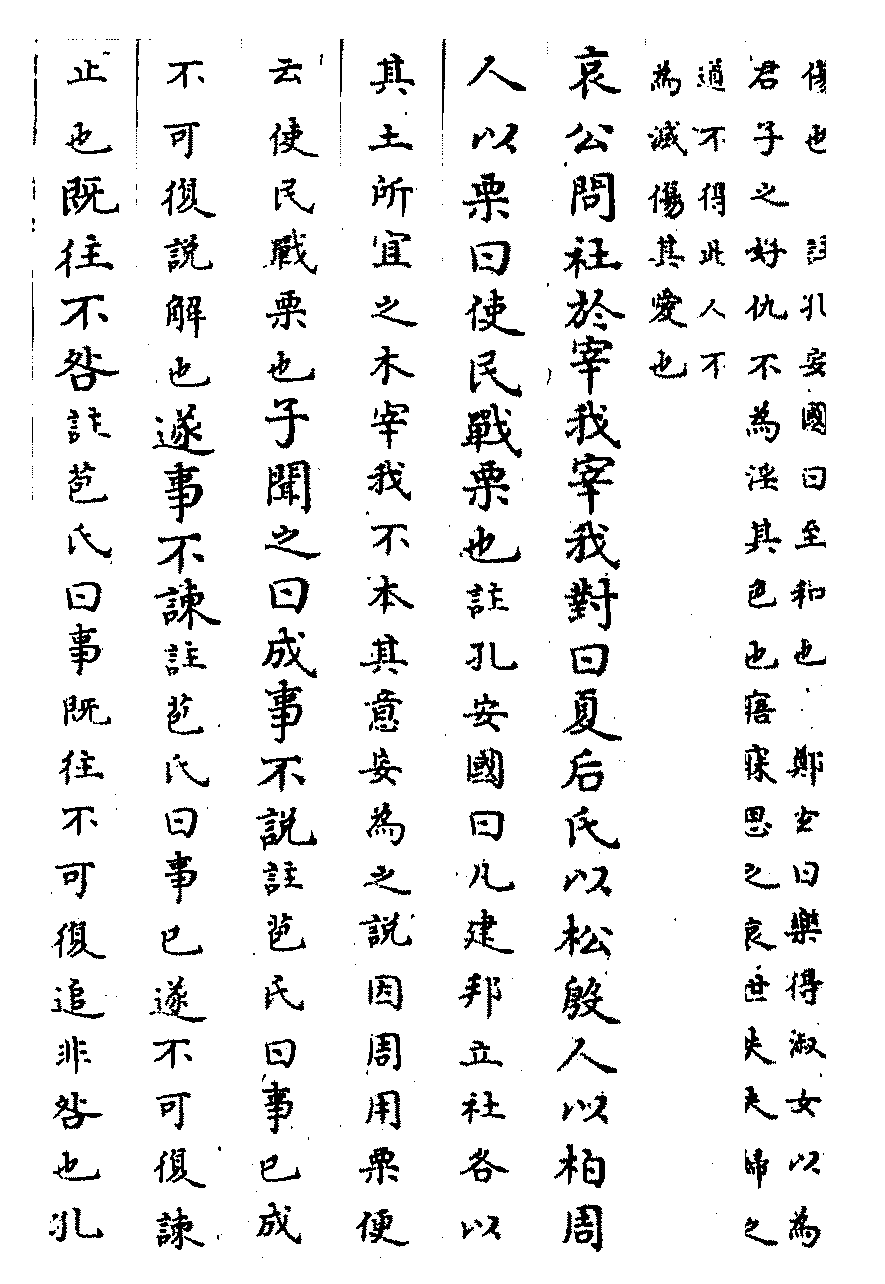 傷也　註孔安國曰至和也　鄭玄曰樂得淑女以為
君子之好仇不為淫其色也寤寐思之哀世夫夫婦之
道不得此人不
為滅傷其愛也
哀公問社於宰我宰我對曰夏后氏以松殷人以柏周
人以栗曰使民戰栗也註孔安國曰凡建邦立社各以
其土所宜之木宰我不本其意妄為之說因周用栗便
云使民戰栗也子聞之曰成事不說註苞氏曰事已成
不可復說解也遂事不諫註苞氏曰事已遂不可復諫
止也既往不咎註苞氏曰事既往不可復追非咎也孔